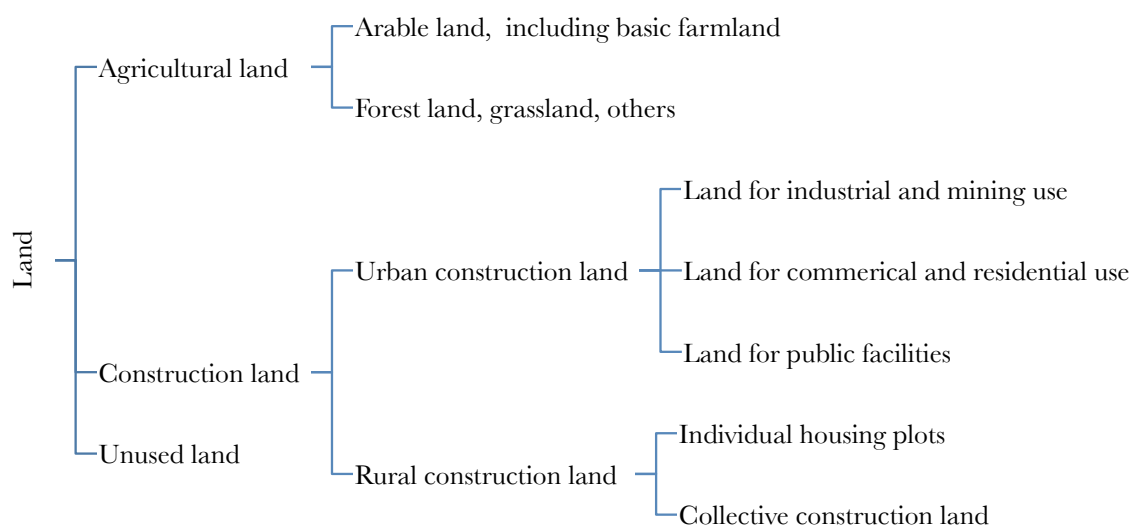 Land
Agricultural land
Arable land, including basic farmland
Forest land, grassland, others
Construction land
Urban construction land
Land for industrial and mining use
Land for commerical and residential use
Land for public facilities
Rural construction land
Individual housing plots
Collective construction land
Unused land